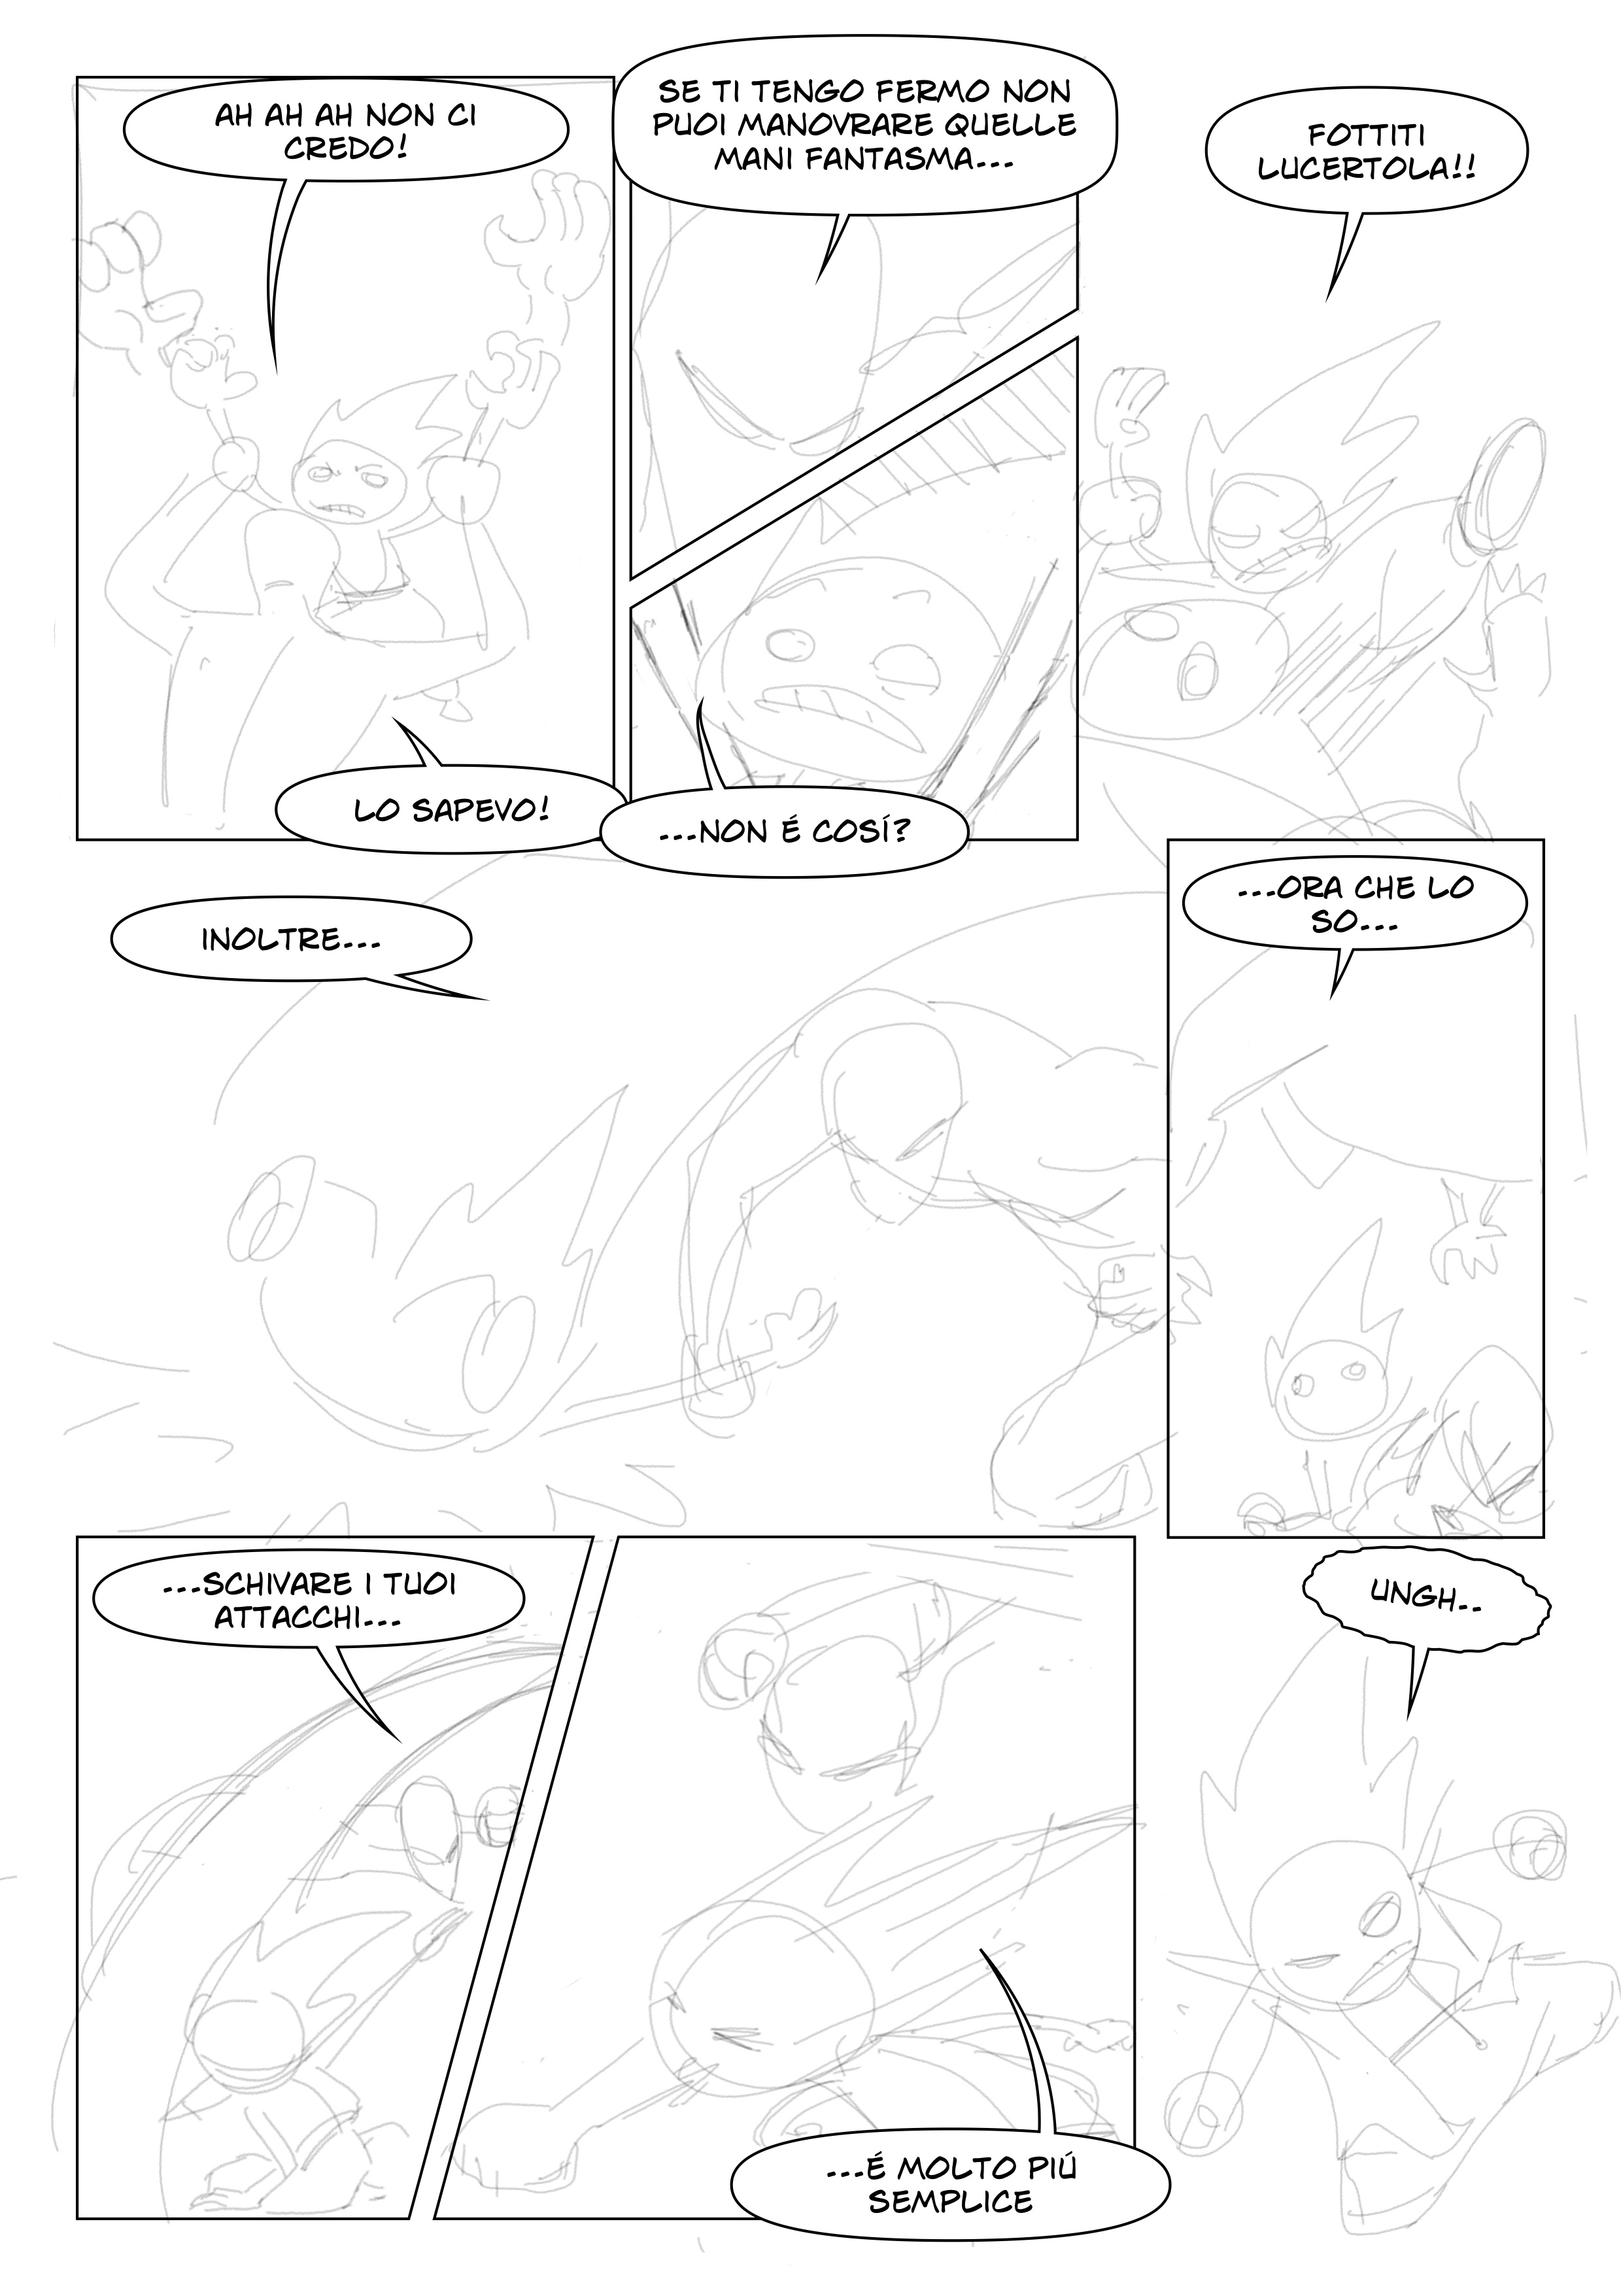 AH AH AH NON CI
CREDO!
LO SAPEVO!
SE TI TENGO FERMO NON
PUOI MANOVRARE QUELLE
MANI FANTASMA...
...NON É COSÍ?
FOTTITI
LUCERTOLA!!
INOLTRE...
...ORA CHE LO
SO...
...SCHIVARE I TUOI
ATTACCHI...
...É MOLTO PIÚ
SEMPLICE
UNGH..